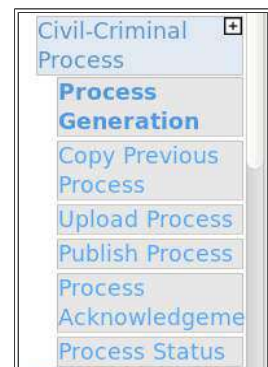 Civil-Criminal
Process
Process
Generation
Copy Previous
Process
Upload Process
Publish Process
Process
Acknowledgeme
Process Status